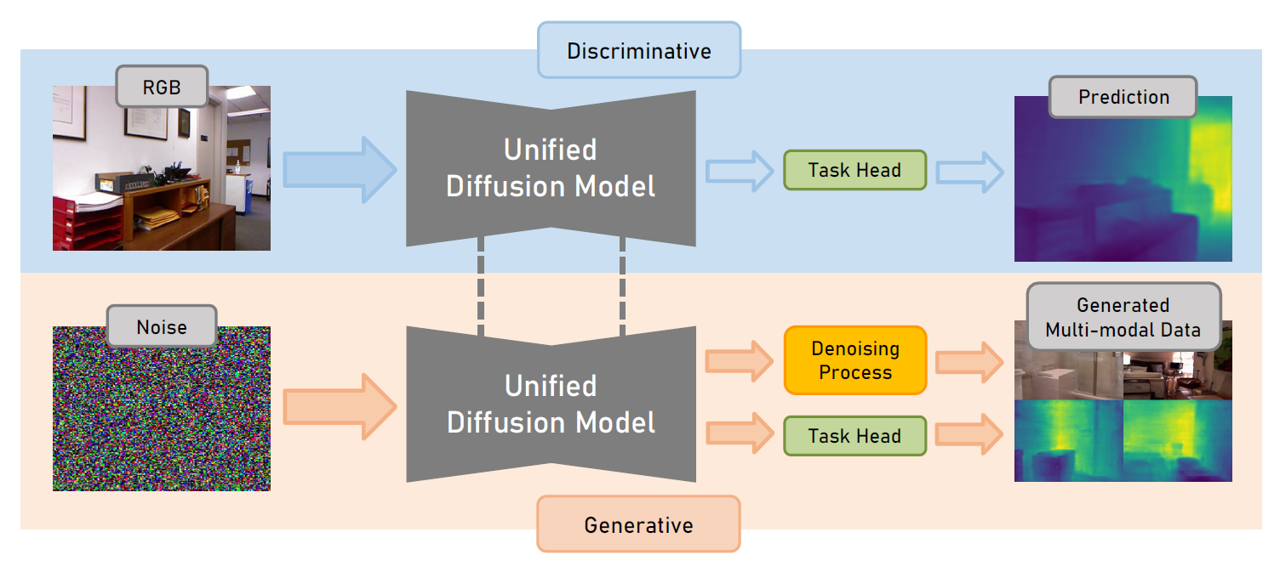 Discriminative
RGB
Unified
Diffusion Model
Task Head
Prediction
Noise
Unified
Diffusion Model
Denoising
Process
Task Head
Generated
Multi-modal Data
Generative